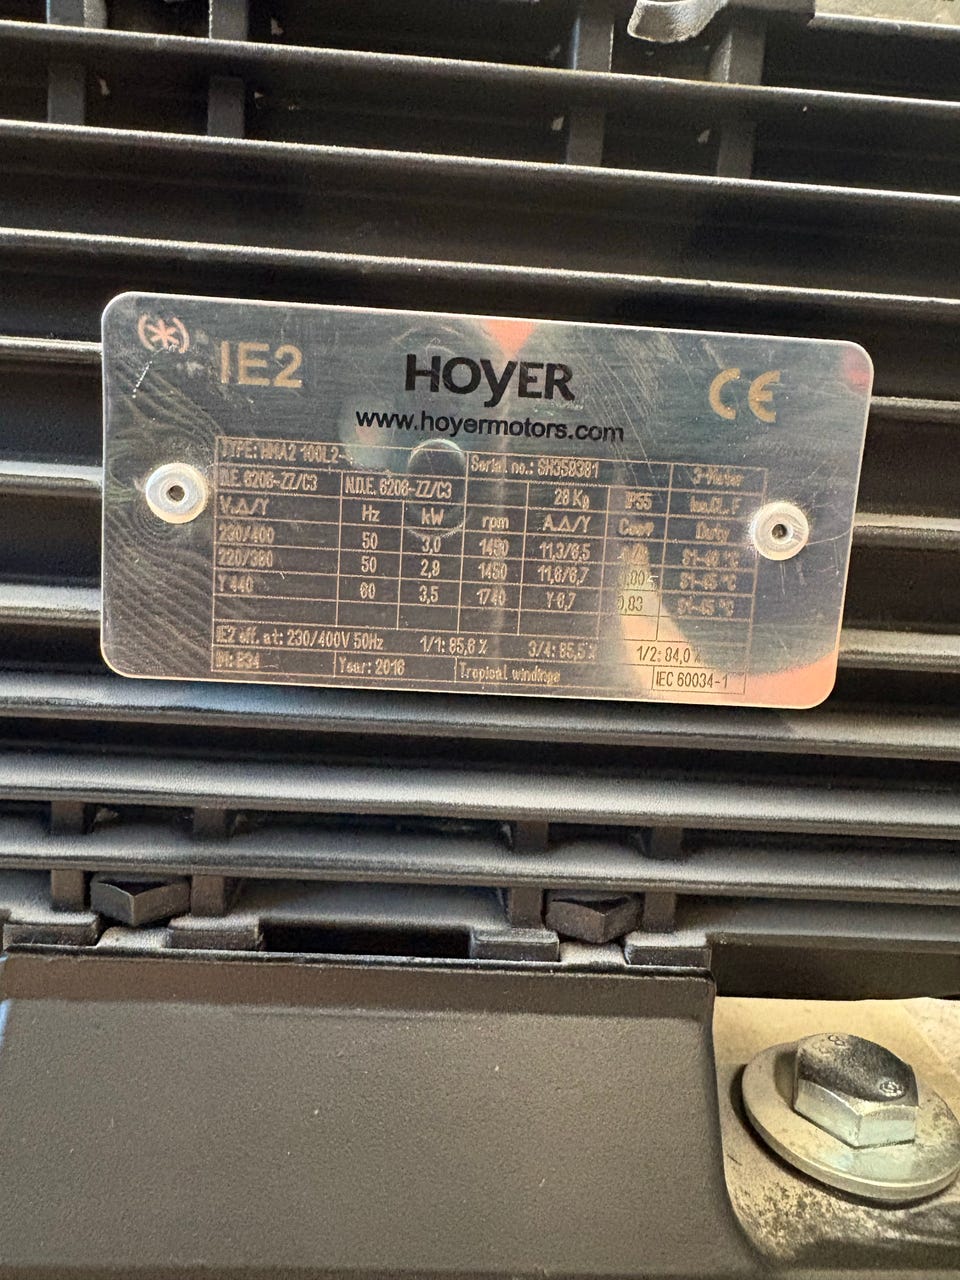 IE2
HOYER
CE
www.hoyermotors.com
TYPE: HMA2 100L2- Serial no.: 3-Motor
D.E. 6206-ZZ/C3 N.D.E. 6206-ZZ/C3 28 Kg IP55 Ins.CL. F
V.Δ/Y Hz kW rpm A.Δ/Y Cosφ Duty
230/400 50 3,0 1450 11,3/6,5 S1-40 °C
220/380 50 2,9 1450 11,6/6,7 S1-45 °C
Y 440 60 3,5 1740 Y-6,7 0,83 S1-45 °C
IE2 eff. at: 230/400V 50Hz 1/1: 85,6 % 3/4: 85,5 % 1/2: 84,0 %
Year: 2016 Tropical windings IEC 60034-1